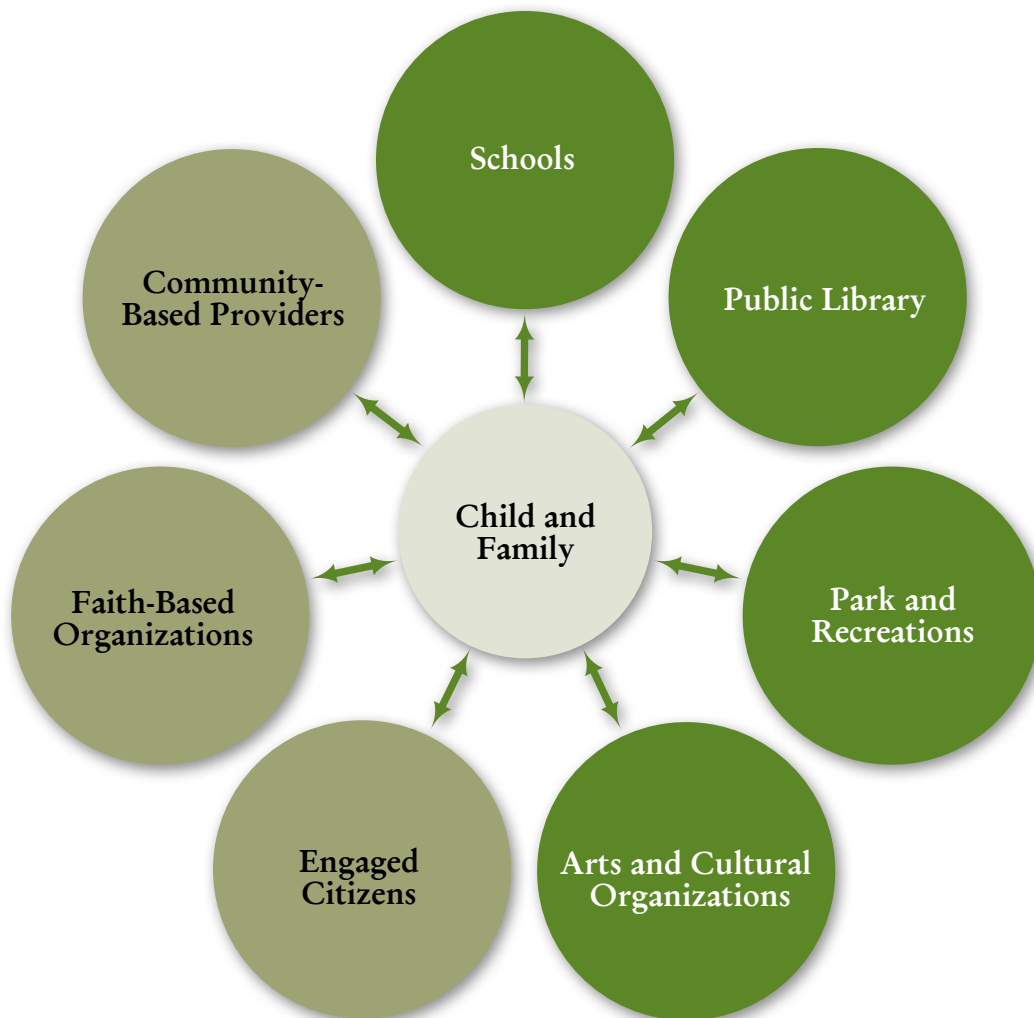 Schools
Public Library
Community-
Based Providers
Child and
Family
Park and
Recreations
Faith-Based
Organizations
Arts and Cultural
Organizations
Engaged
Citizens